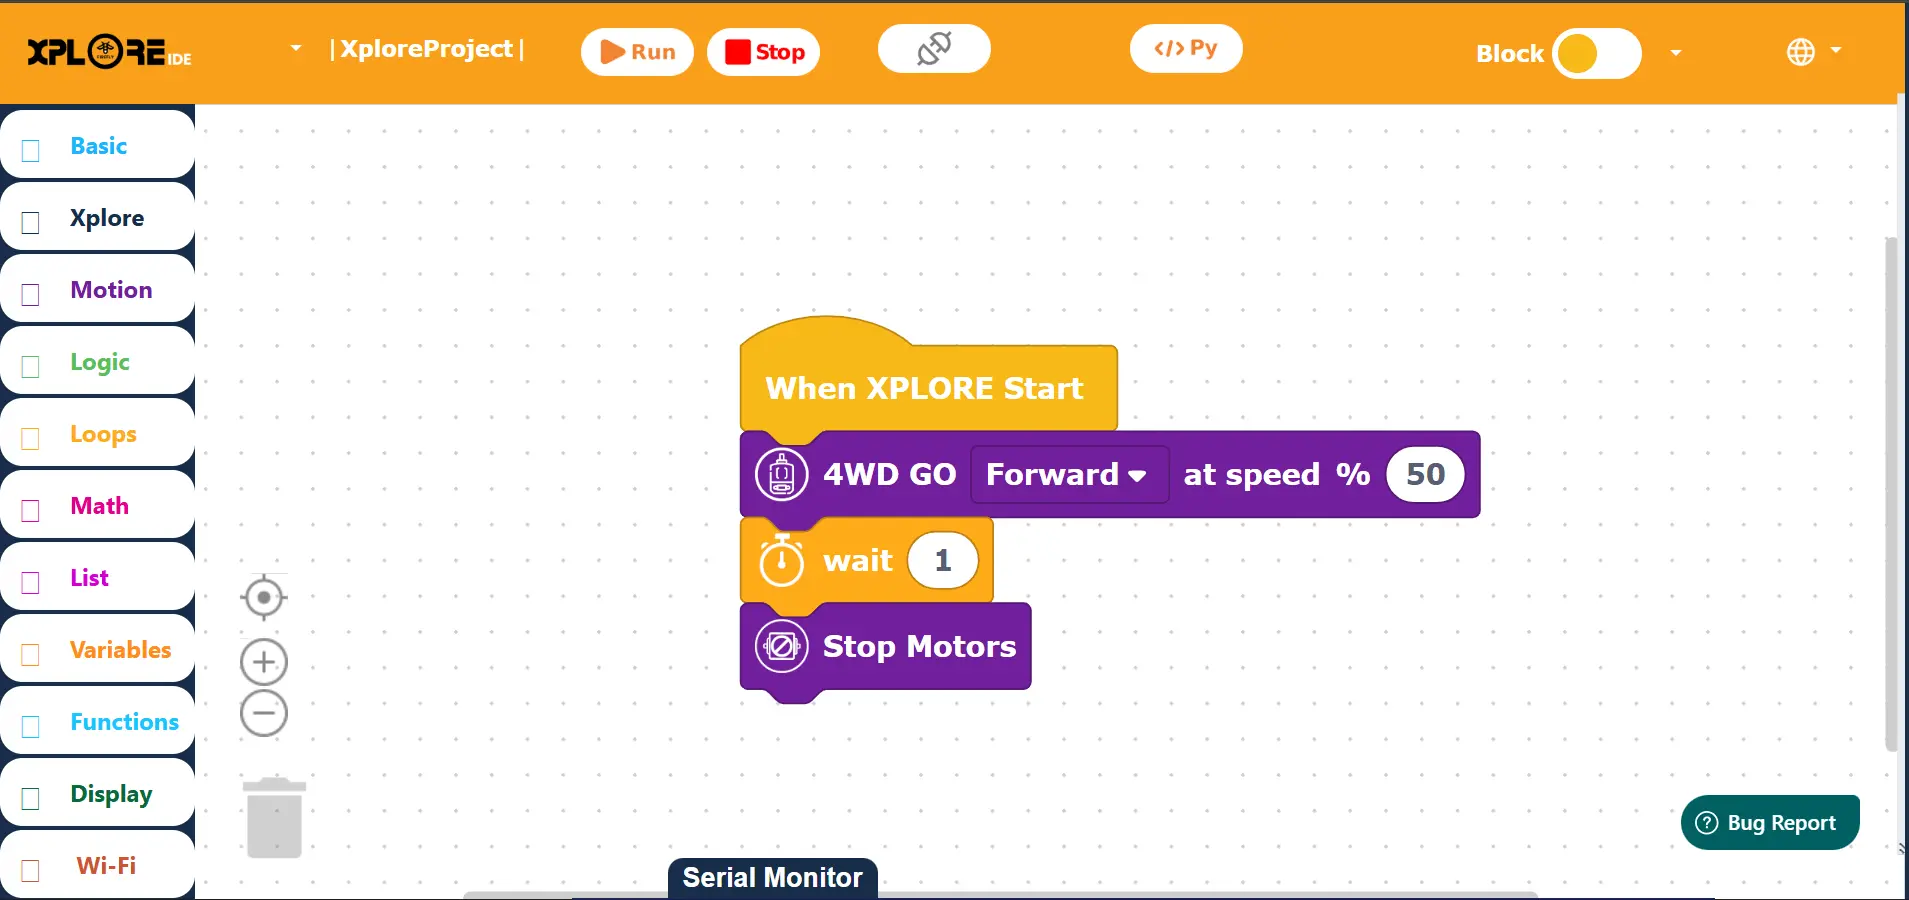 XPLORE IDE
|XploreProject|
Run
Stop
</> Py
Block
Basic
Xplore
Motion
Logic
Loops
Math
List
Variables
Functions
Display
Wi-Fi
When XPLORE Start
4WD GO Forward at speed % 50
wait 1
Stop Motors
Bug Report
Serial Monitor